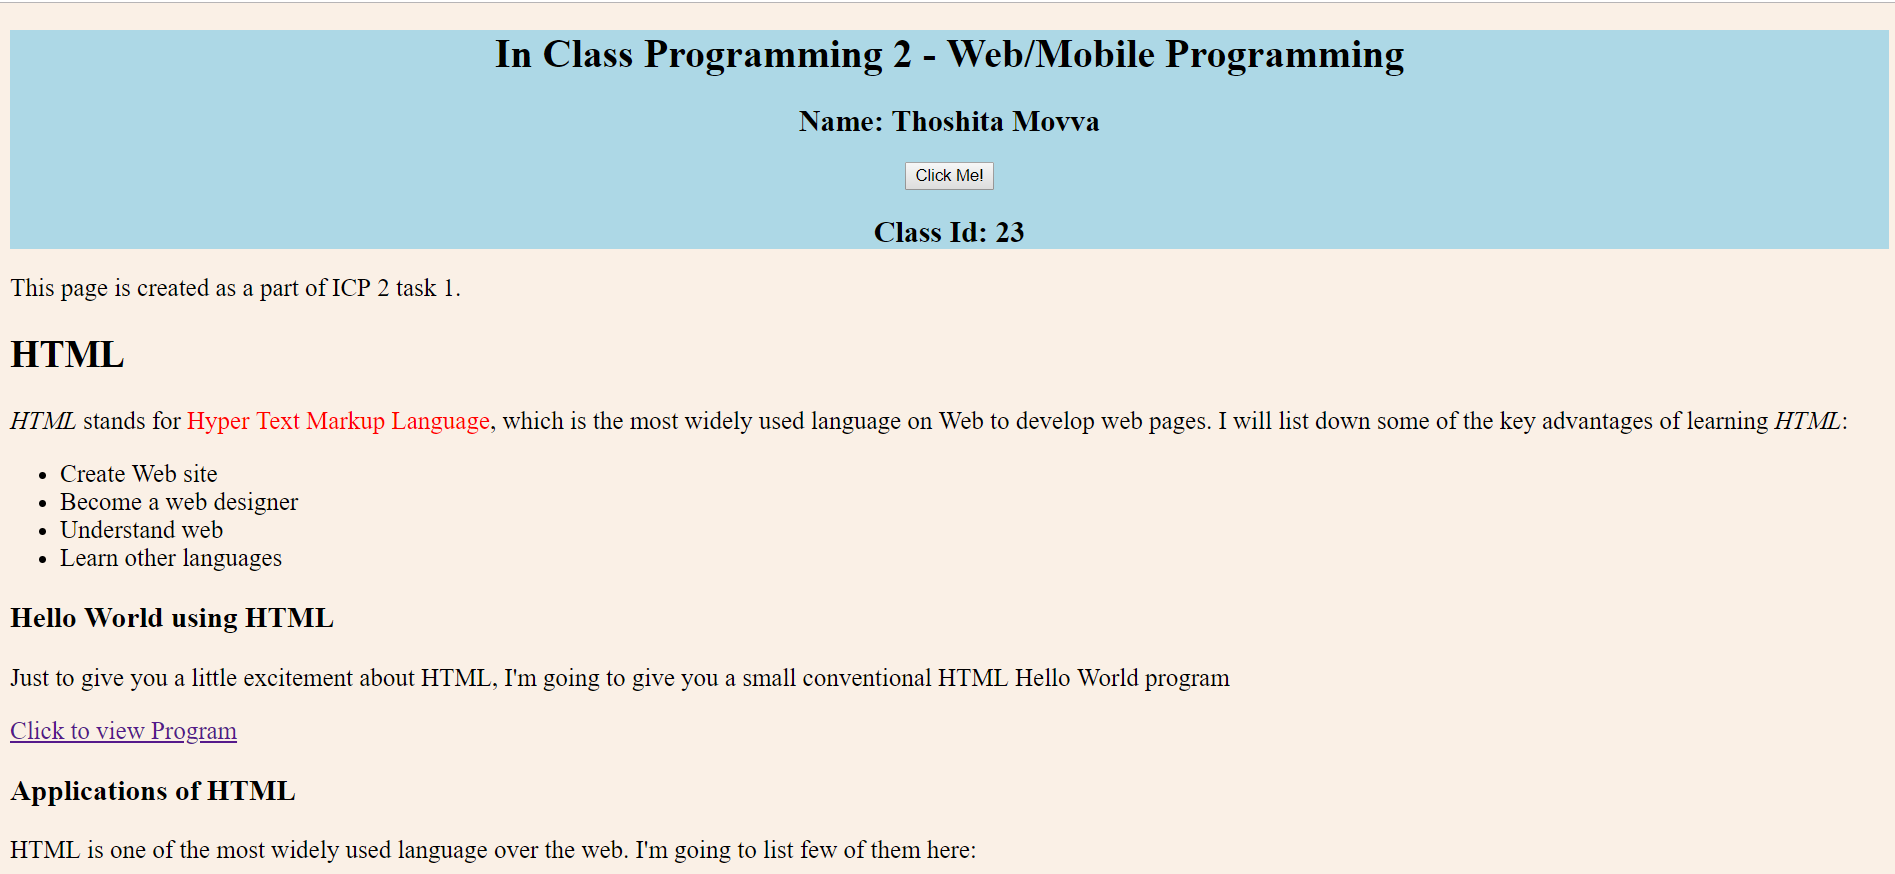 In Class Programming 2 - Web/Mobile Programming
Name: Thoshita Movva
Click Me!
Class Id: 23
This page is created as a part of ICP 2 task 1.
HTML
HTML stands for Hyper Text Markup Language, which is the most widely used language on Web to develop web pages. I will list down some of the key advantages of learning HTML:
• Create Web site
• Become a web designer
• Understand web
• Learn other languages
Hello World using HTML
Just to give you a little excitement about HTML, I'm going to give you a small conventional HTML Hello World program
Click to view Program
Applications of HTML
HTML is one of the most widely used language over the web. I'm going to list few of them here: